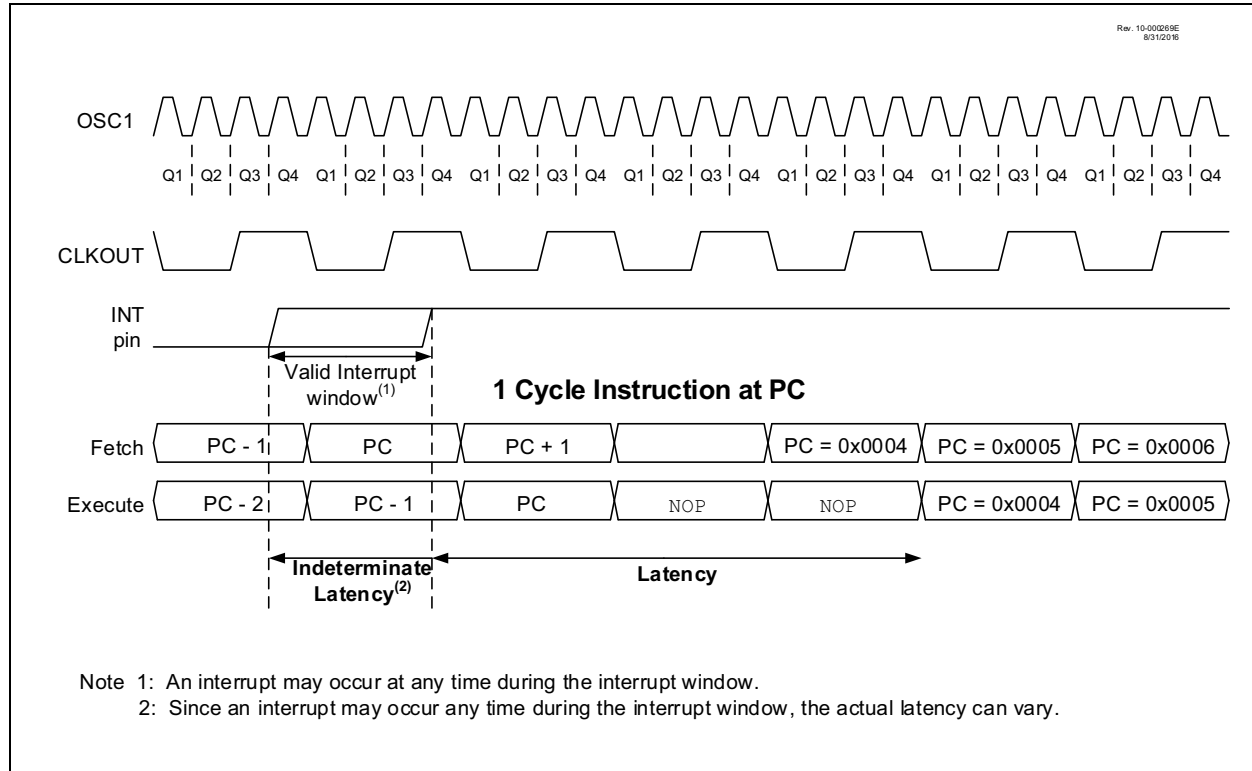 Rev. 10-000269E
8/31/2016
OSC1
Q1 Q2 Q3 Q4 Q1 Q2 Q3 Q4 Q1 Q2 Q3 Q4 Q1 Q2 Q3 Q4 Q1 Q2 Q3 Q4 Q1 Q2 Q3 Q4 Q1 Q2 Q3 Q4
CLKOUT
INT
pin
Valid Interrupt
window(1)
1 Cycle Instruction at PC
Fetch PC - 1 PC PC + 1 PC = 0x0004 PC = 0x0005 PC = 0x0006
Execute PC - 2 PC - 1 PC NOP NOP PC = 0x0004 PC = 0x0005
Indeterminate
Latency(2)
Latency
Note 1: An interrupt may occur at any time during the interrupt window.
2: Since an interrupt may occur any time during the interrupt window, the actual latency can vary.